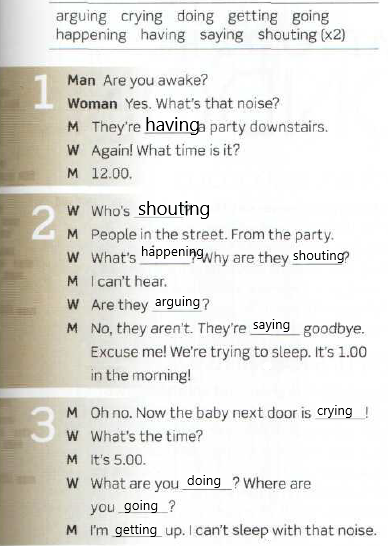 arguing crying doing getting going
happening having saying shouting (x2)
1
Man Are you awake?
Woman Yes. What's that noise?
M They're having a party downstairs.
W Again! What time is it?
M 12.00.
2
W Who's shouting?
M People in the street. From the party.
W What's happening? Why are they shouting?
M I can't hear.
W Are they arguing?
M No, they aren't. They're saying goodbye.
Excuse me! We're trying to sleep. It's 1.00
in the morning!
3
M Oh no. Now the baby next door is crying!
W What's the time?
M It's 5.00.
W What are you doing? Where are
you going?
M I'm getting up. I can't sleep with that noise.